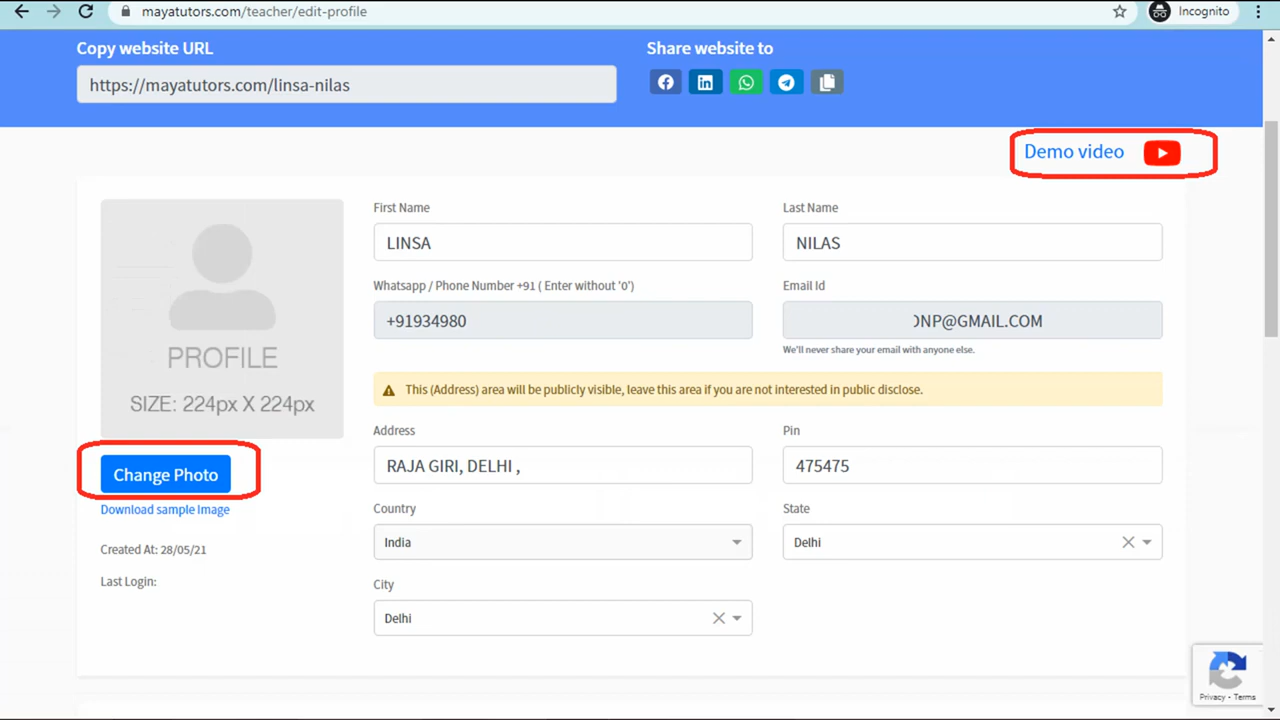 mayatutors.com/teacher/edit-profile
Incognito
Copy website URL
Share website to
https://mayatutors.com/linsa-nilas
Demo video
First Name
Last Name
LINSA
NILAS
Whatsapp / Phone Number +91 ( Enter without '0')
Email Id
+91934980
NP@GMAIL.COM
We'll never share your email with anyone else.
PROFILE
SIZE: 224px X 224px
This (Address) area will be publicly visible, leave this area if you are not interested in public disclose.
Address
Pin
RAJA GIRI, DELHI ,
475475
Change Photo
Download sample Image
Country
State
India
Delhi
Created At: 28/05/21
Last Login:
City
Delhi
Privacy - Terms